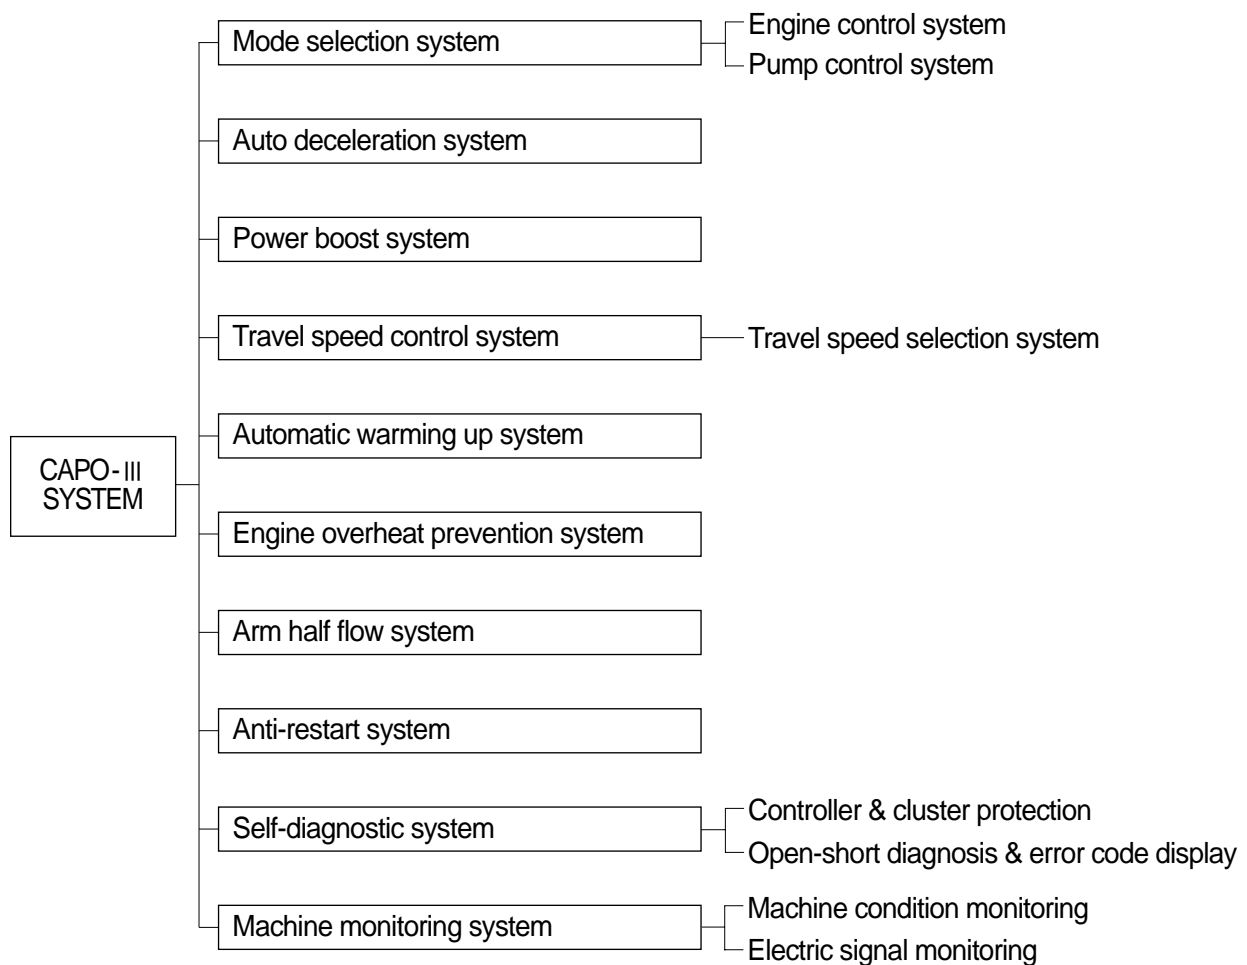 Mode selection system
Engine control system
Pump control system
Auto deceleration system
Power boost system
Travel speed control system
Travel speed selection system
Automatic warming up system
CAPO-III
SYSTEM
Engine overheat prevention system
Arm half flow system
Anti-restart system
Self-diagnostic system
Controller & cluster protection
Open-short diagnosis & error code display
Machine monitoring system
Machine condition monitoring
Electric signal monitoring